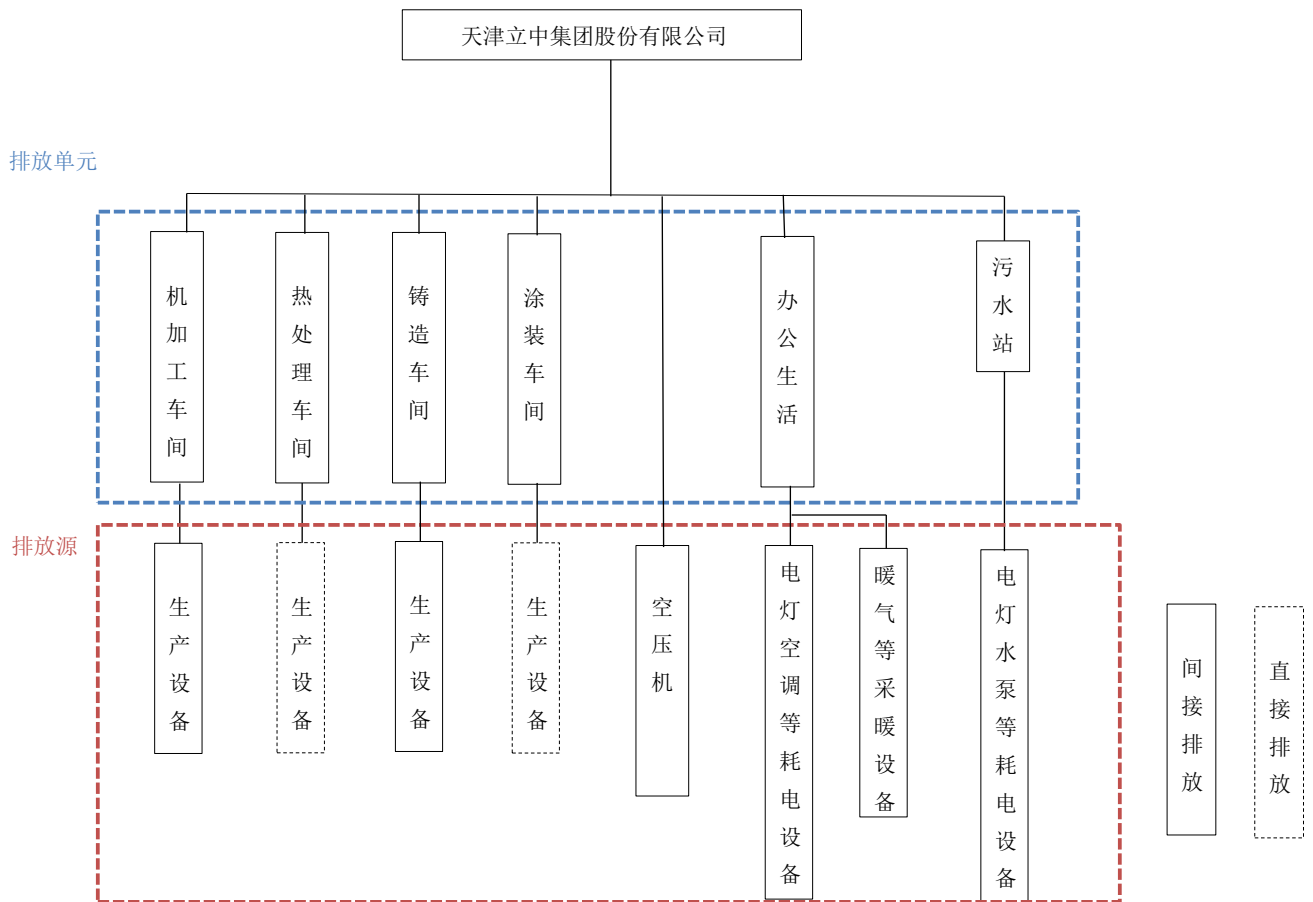 天津立中集团股份有限公司
排放单元
机加工车间
热处理车间
铸造车间
涂装车间
办公生活
污水站
排放源
生产设备
生产设备
生产设备
生产设备
空压机
电灯空调等耗电设备
暖气等采暖设备
电灯水泵等耗电设备
间接排放
直接排放